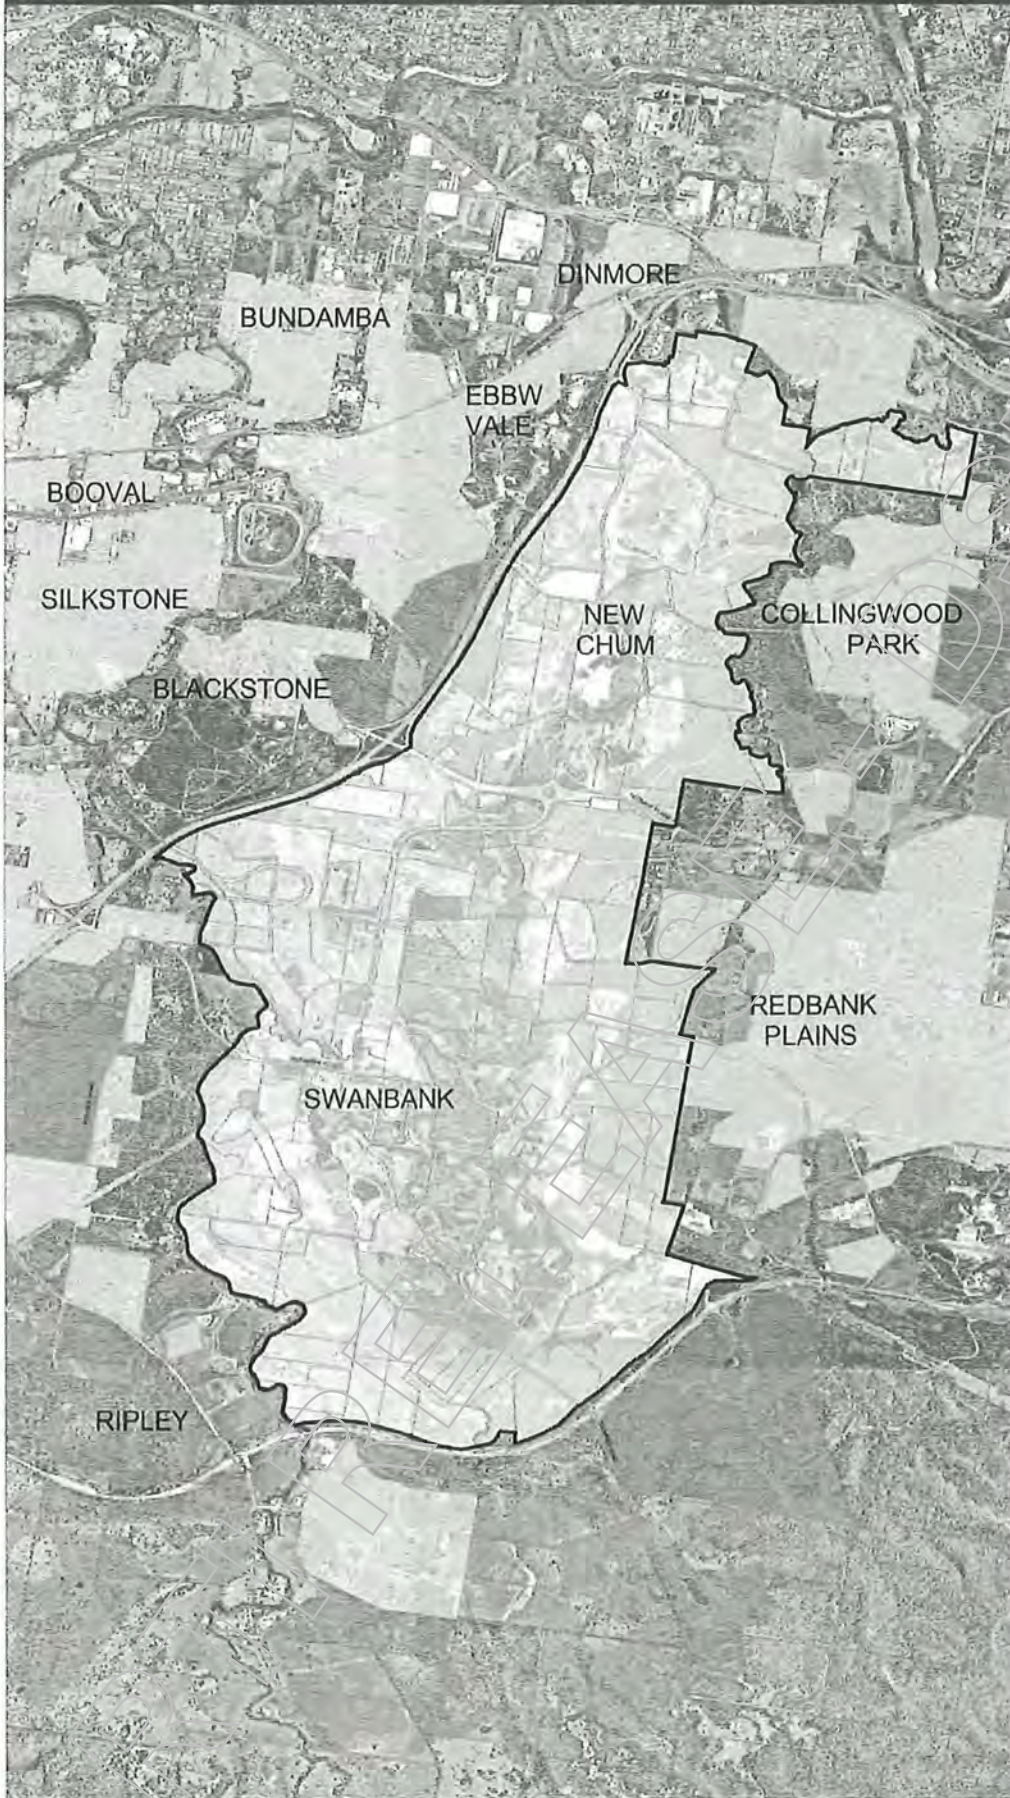 DINMORE
BUNDAMBA
EBBW
VALE
BOOVAL
SILKSTONE
NEW
CHUM
COLLINGWOOD
PARK
BLACKSTONE
REDBANK
PLAINS
SWANBANK
RIPLEY